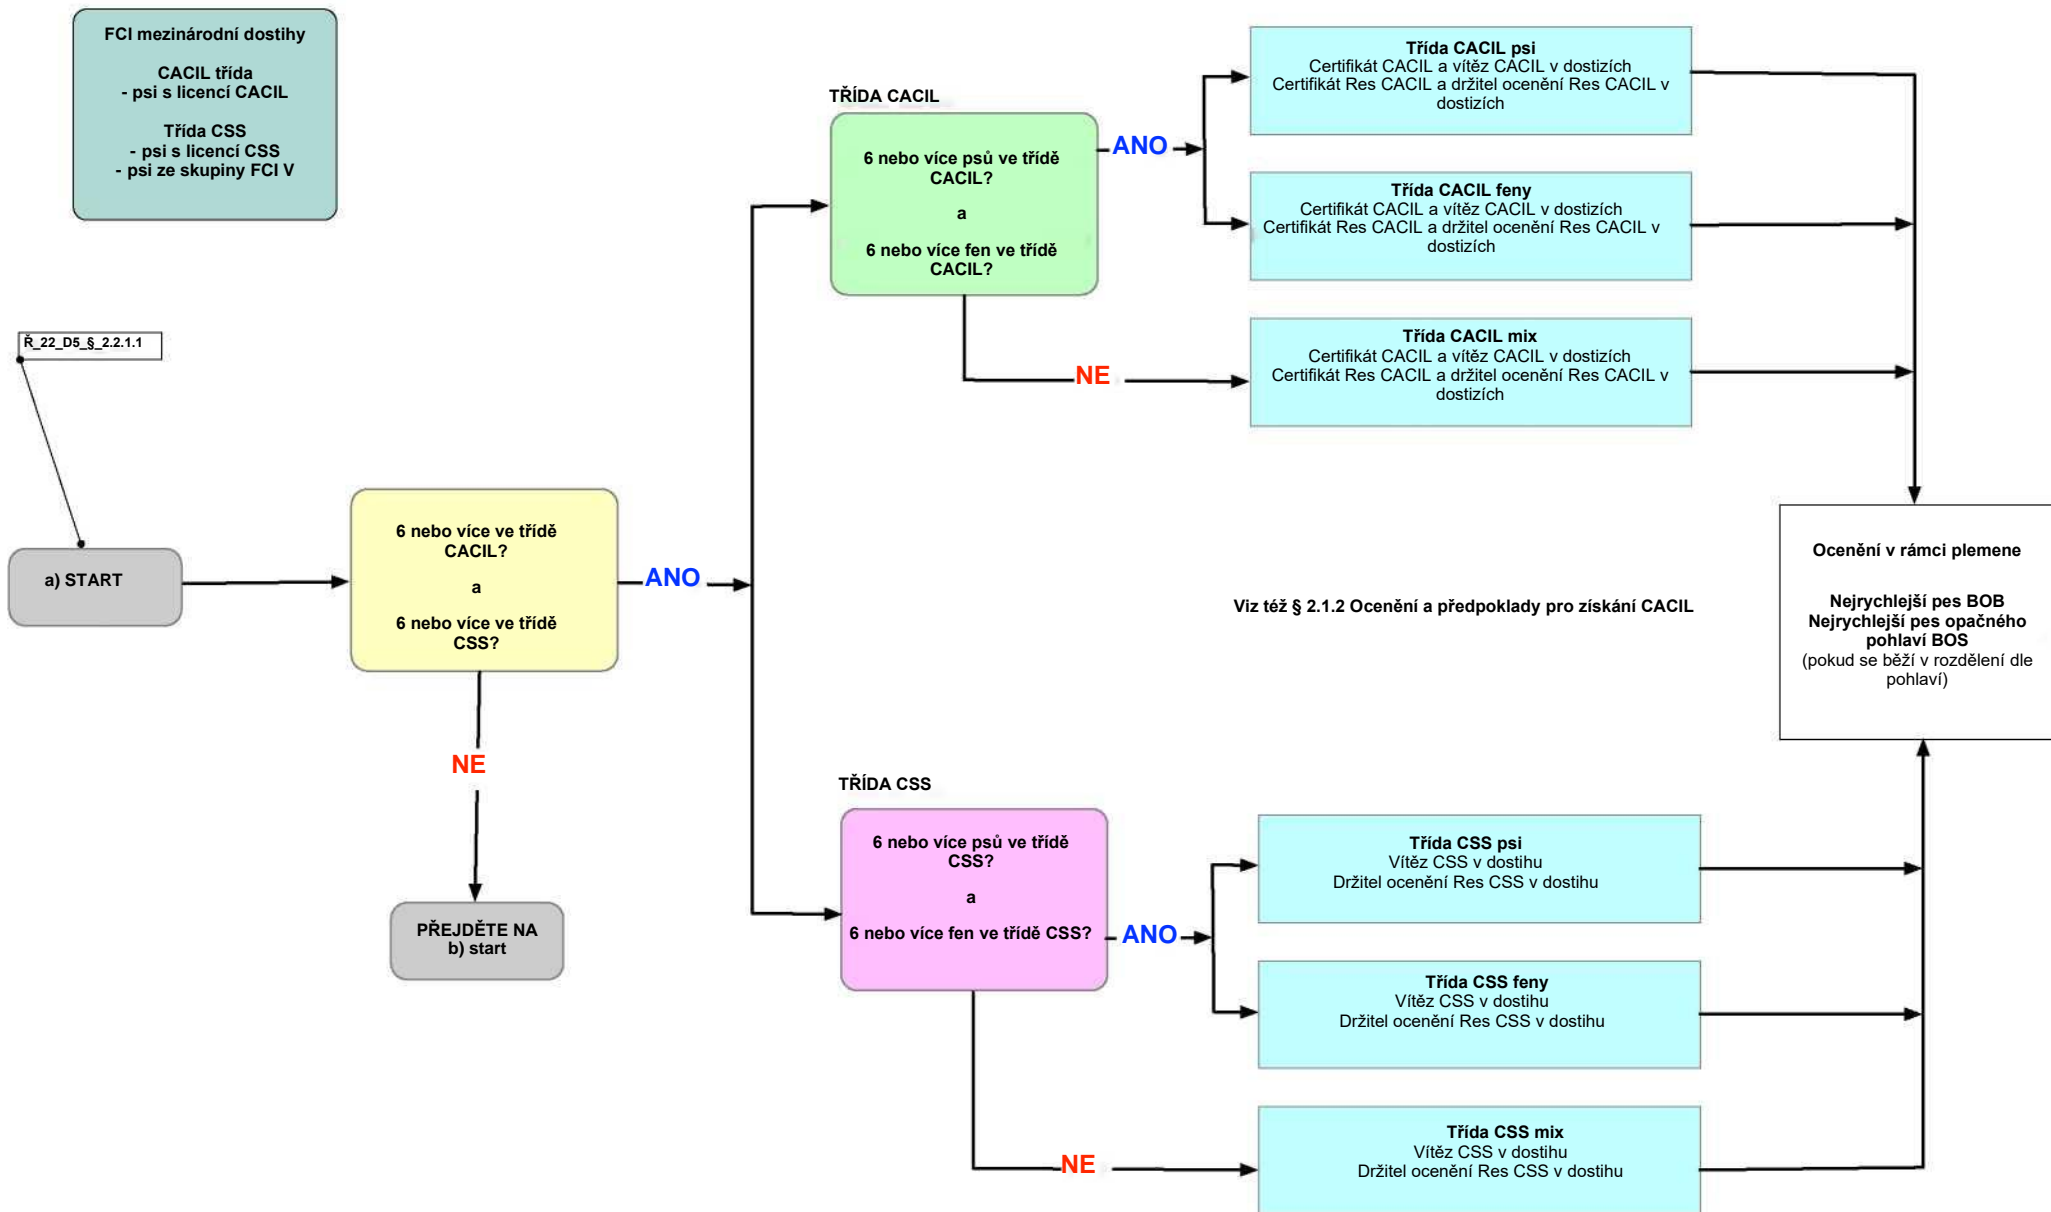 FCI mezinárodní dostihy
CACIL třída
- psi s licencí CACIL
Třída CSS
- psi s licencí CSS
- psi ze skupiny FCI V
Ř_22_D5_§_2.2.1.1
a) START
6 nebo více ve třídě
CACIL?
a
6 nebo více ve třídě
CSS?
ANO
NE
PŘEJDĚTE NA
b) start
TŘÍDA CACIL
6 nebo více psů ve třídě
CACIL?
a
6 nebo více fen ve třídě
CACIL?
ANO
NE
Třída CACIL psi
Certifikát CACIL a vítěz CACIL v dostizích
Certifikát Res CACIL a držitel ocenění Res CACIL v
dostizích
Třída CACIL feny
Certifikát CACIL a vítěz CACIL v dostizích
Certifikát Res CACIL a držitel ocenění Res CACIL v
dostizích
Třída CACIL mix
Certifikát CACIL a vítěz CACIL v dostizích
Certifikát Res CACIL a držitel ocenění Res CACIL v
dostizích
Viz též § 2.1.2 Ocenění a předpoklady pro získání CACIL
Ocenění v rámci plemene
Nejrychlejší pes BOB
Nejrychlejší pes opačného
pohlaví BOS
(pokud se běží v rozdělení dle
pohlaví)
TŘÍDA CSS
6 nebo více psů ve třídě
CSS?
a
6 nebo více fen ve třídě CSS?
ANO
NE
Třída CSS psi
Vítěz CSS v dostihu
Držitel ocenění Res CSS v dostihu
Třída CSS feny
Vítěz CSS v dostihu
Držitel ocenění Res CSS v dostihu
Třída CSS mix
Vítěz CSS v dostihu
Držitel ocenění Res CSS v dostihu